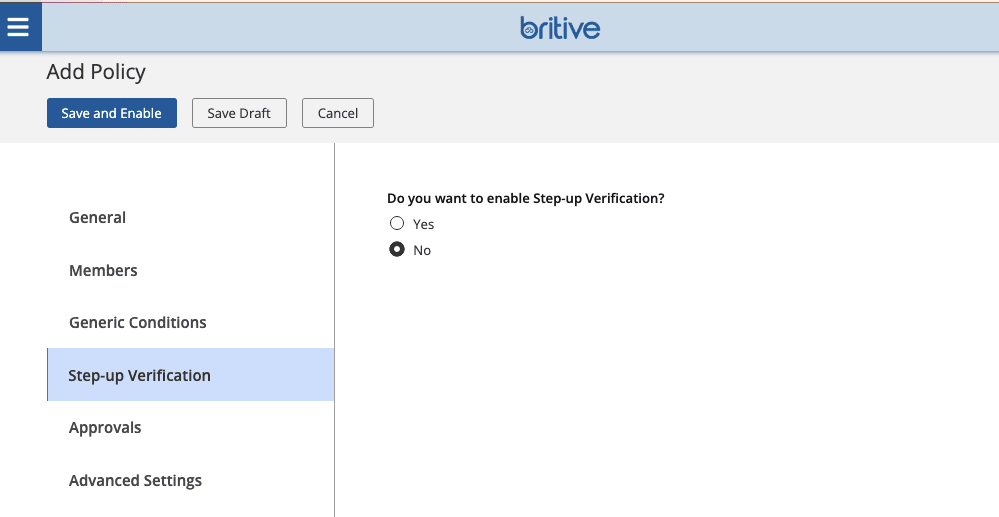 britive
Add Policy
Save and Enable
Save Draft
Cancel
General
Members
Generic Conditions
Step-up Verification
Approvals
Advanced Settings
Do you want to enable Step-up Verification?
Yes
No